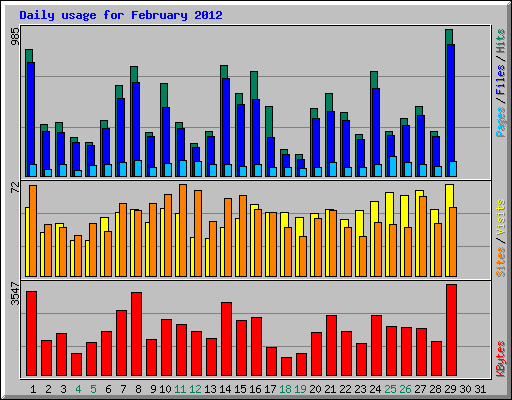 Daily usage for February 2012
985
Pages / Files / Hits
72
Sites / Visits
3547
KBytes
1 2 3 4 5 6 7 8 9 10 11 12 13 14 15 16 17 18 19 20 21 22 23 24 25 26 27 28 29 30 31